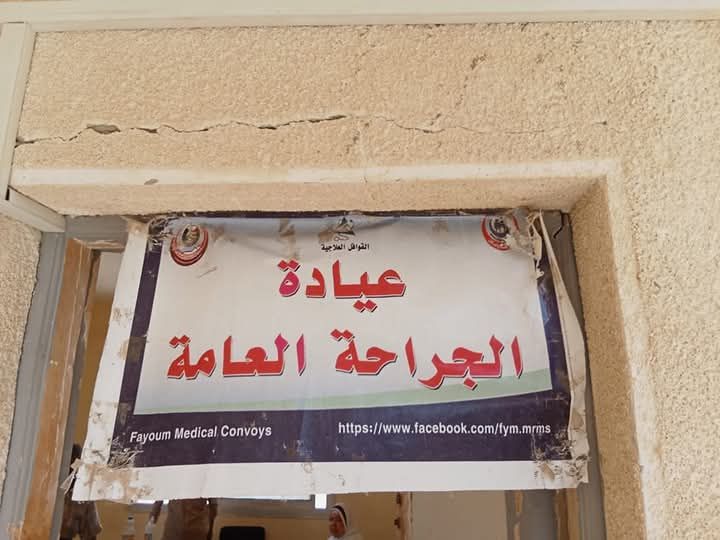 القوافل العلاجية
عيادة
الجراحة العامة
Fayoum Medical Convoys
https://www.facebook.com/fym.mrms